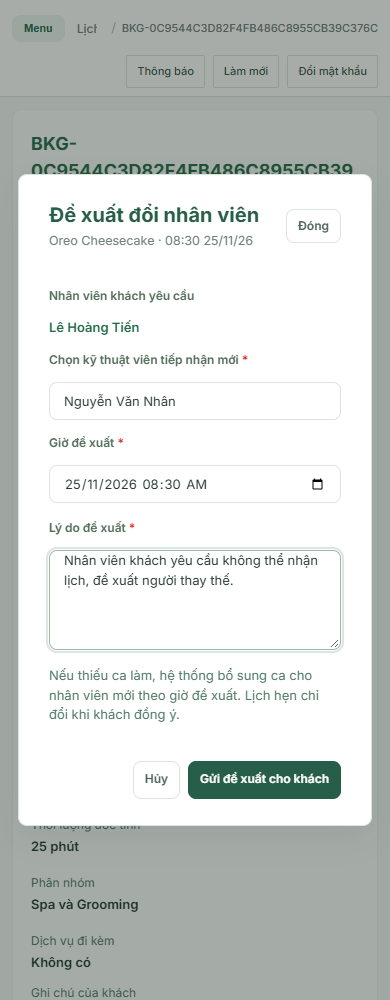 Menu
Lịch / BKG-0C9544C3D82F4FB486C8955CB39C376C
Thông báo
Làm mới
Đổi mật khẩu
BKG-
0C9544C3D82F4FB486C8955CB39
Đề xuất đổi nhân viên
Oreo Cheesecake · 08:30 25/11/26
Đóng
Nhân viên khách yêu cầu
Lê Hoàng Tiến
Chọn kỹ thuật viên tiếp nhận mới *
Nguyễn Văn Nhân
Giờ đề xuất *
25/11/2026 08:30 AM
Lý do đề xuất *
Nhân viên khách yêu cầu không thể nhận
lịch, đề xuất người thay thế.
Nếu thiếu ca làm, hệ thống bổ sung ca cho
nhân viên mới theo giờ đề xuất. Lịch hẹn chỉ
đổi khi khách đồng ý.
Hủy
Gửi đề xuất cho khách
Thời lượng ước tính
25 phút
Phân nhóm
Spa và Grooming
Dịch vụ đi kèm
Không có
Ghi chú của khách